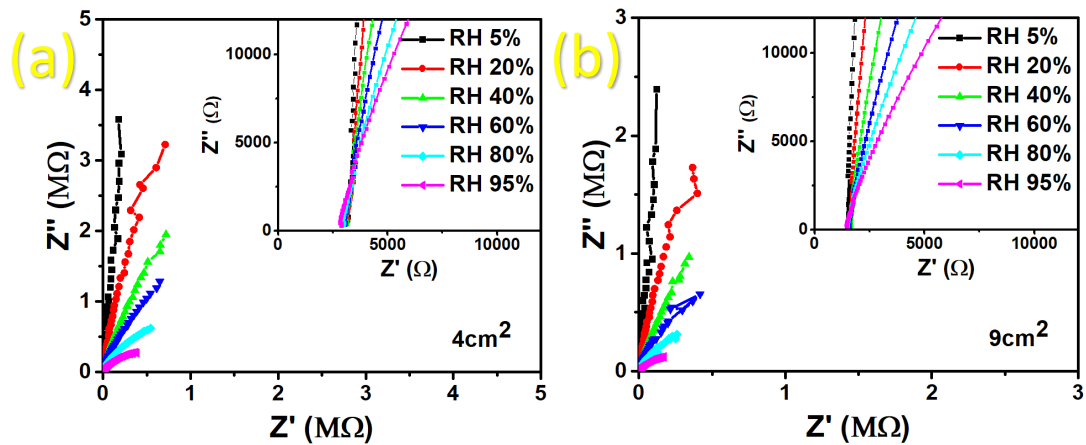 (a)
5
4
3
2
1
0
Z'' (MΩ)
0 1 2 3 4 5
Z' (MΩ)
4cm²
10000
5000
0
Z'' (Ω)
0 5000 10000
Z' (Ω)
RH 5%
RH 20%
RH 40%
RH 60%
RH 80%
RH 95%
(b)
3
2
1
0
Z'' (MΩ)
0 1 2 3
Z' (MΩ)
9cm²
10000
5000
0
Z'' (Ω)
0 5000 10000
Z' (Ω)
RH 5%
RH 20%
RH 40%
RH 60%
RH 80%
RH 95%